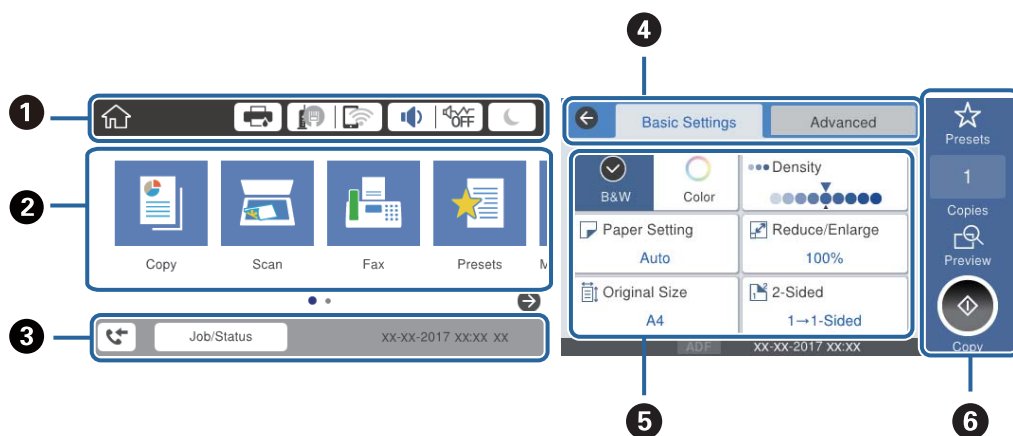 1
OFF
2
Copy
Scan
Fax
Presets
M
3
Job/Status
xx-xx-2017 xx:xx xx
4
Basic Settings
Advanced
B&W
Color
Density
Paper Setting
Auto
Reduce/Enlarge
100%
Original Size
A4
2-Sided
1→1-Sided
ADF
xx-xx-2017 xx:xx
5
Presets
1
Copies
Preview
Copy
6